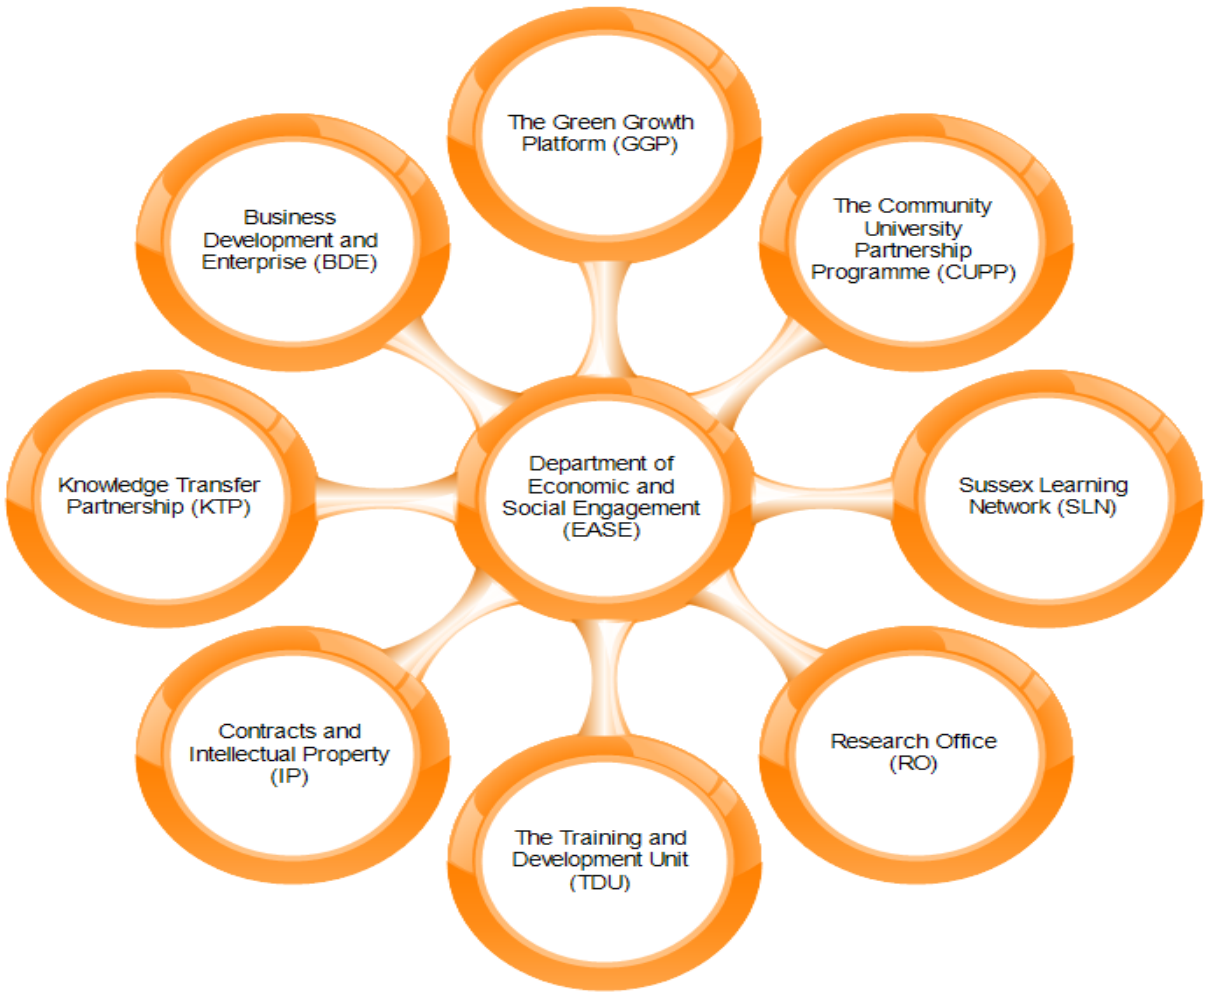 The Green Growth
Platform (GGP)
The Community
University
Partnership
Programme (CUPP)
Sussex Learning
Network (SLN)
Research Office
(RO)
The Training and
Development Unit
(TDU)
Contracts and
Intellectual Property
(IP)
Knowledge Transfer
Partnership (KTP)
Business
Development and
Enterprise (BDE)
Department of
Economic and
Social Engagement
(EASE)